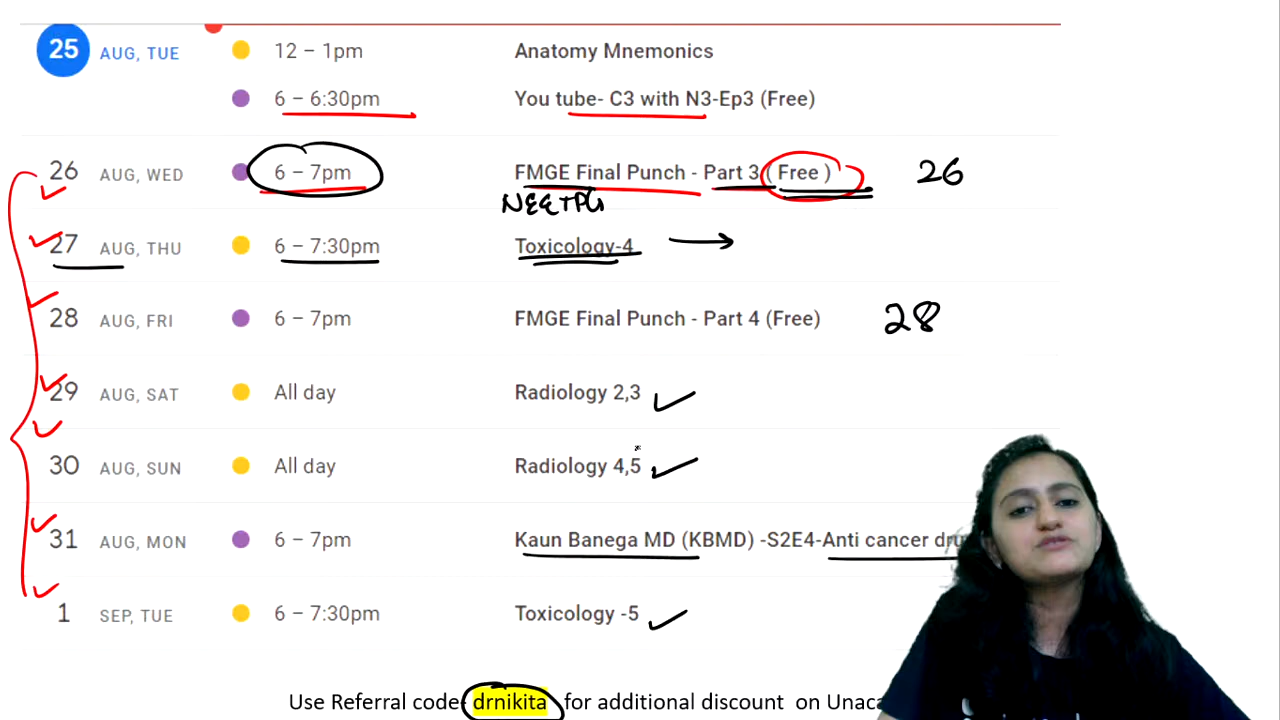 25 AUG, TUE 12 – 1pm Anatomy Mnemonics
6 – 6:30pm You tube- C3 with N3-Ep3 (Free)
26 AUG, WED 6 – 7pm FMGE Final Punch - Part 3 ( Free ) 26
NEETPG
27 AUG, THU 6 – 7:30pm Toxicology-4
28 AUG, FRI 6 – 7pm FMGE Final Punch - Part 4 (Free) 28
29 AUG, SAT All day Radiology 2,3
30 AUG, SUN All day Radiology 4,5
31 AUG, MON 6 – 7pm Kaun Banega MD (KBMD) -S2E4-Anti cancer
1 SEP, TUE 6 – 7:30pm Toxicology -5
Use Referral code- drnikita for additional discount on